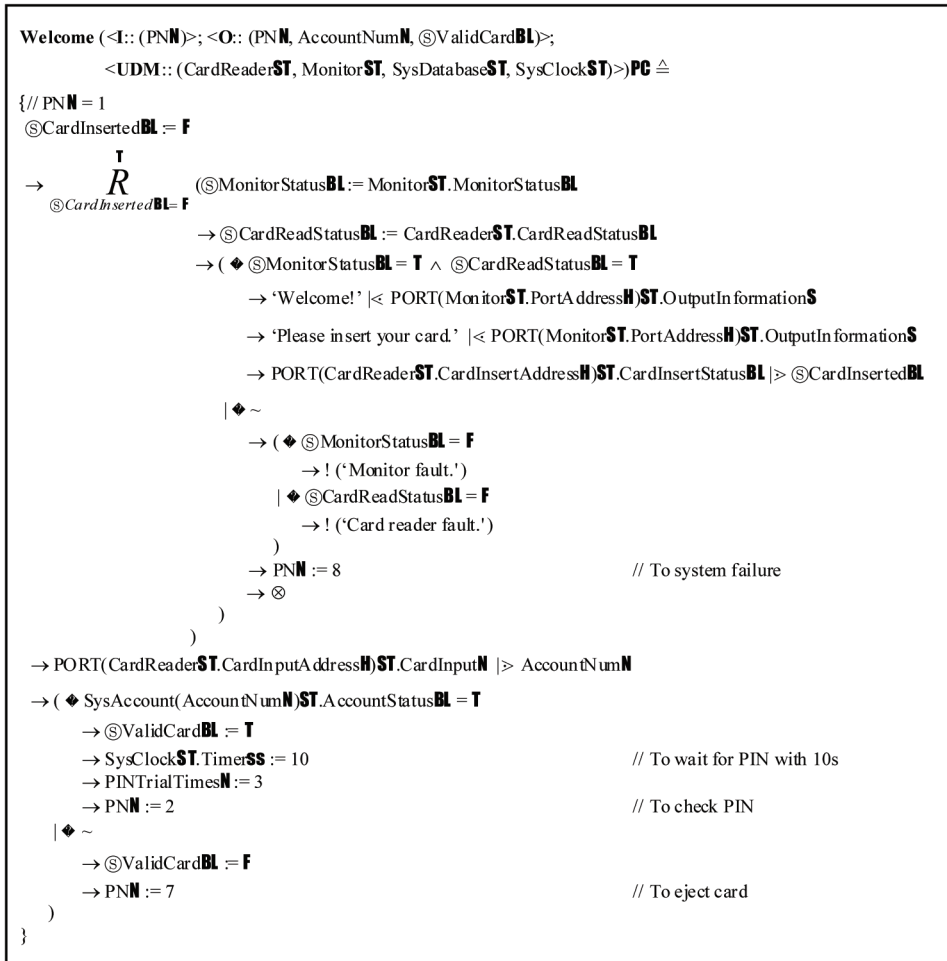 Welcome (<I:: (PNN)>; <O:: (PNN, AccountNumN, ⓈValidCardBL)>;
<UDM:: (CardReaderST, MonitorST, SysDatabaseST, SysClockST)>)PC ≙
{// PNN = 1
ⓈCardInsertedBL := F
T
→ R (ⓈMonitorStatusBL := MonitorST.MonitorStatusBL
ⓈCardInsertedBL= F
→ ⓈCardReadStatusBL := CardReaderST.CardReadStatusBL
→ ( � ⓈMonitorStatusBL = T ∧ ⓈCardReadStatusBL = T
→ ‘Welcome!’ |⋖ PORT(MonitorST.PortAddressH)ST.OutputInformationS
→ ‘Please insert your card.’ |⋖ PORT(MonitorST.PortAddressH)ST.OutputInformationS
→ PORT(CardReaderST.CardInsertAddressH)ST.CardInsertStatusBL |⋗ ⓈCardInsertedBL
| � ~
→ ( � ⓈMonitorStatusBL = F
→ ! (‘Monitor fault.')
| � ⓈCardReadStatusBL = F
→ ! (‘Card reader fault.')
)
→ PNN := 8 // To system failure
→ ⊗
)
)
→ PORT(CardReaderST.CardInputAddressH)ST.CardInputN |⋗ AccountNumN
→ ( � SysAccount(AccountNumN)ST.AccountStatusBL = T
→ ⓈValidCardBL := T
→ SysClockST.TimerSS := 10 // To wait for PIN with 10s
→ PINTrialTimesN := 3
→ PNN := 2 // To check PIN
| � ~
→ ⓈValidCardBL := F
→ PNN := 7 // To eject card
)
}